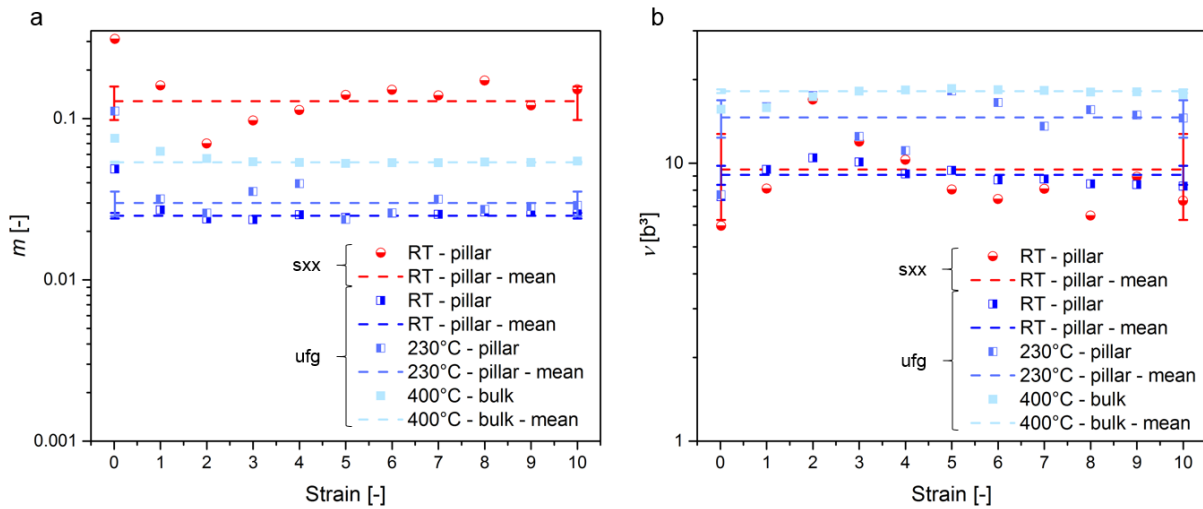 a
0.1
0.01
0.001
m [-]
0 1 2 3 4 5 6 7 8 9 10
Strain [-]
sxx
ufg
RT - pillar
RT - pillar - mean
RT - pillar
RT - pillar - mean
230°C - pillar
230°C - pillar - mean
400°C - bulk
400°C - bulk - mean
b
10
1
ν [b³]
0 1 2 3 4 5 6 7 8 9 10
Strain [-]
sxx
ufg
RT - pillar
RT - pillar - mean
RT - pillar
RT - pillar - mean
230°C - pillar
230°C - pillar - mean
400°C - bulk
400°C - bulk - mean